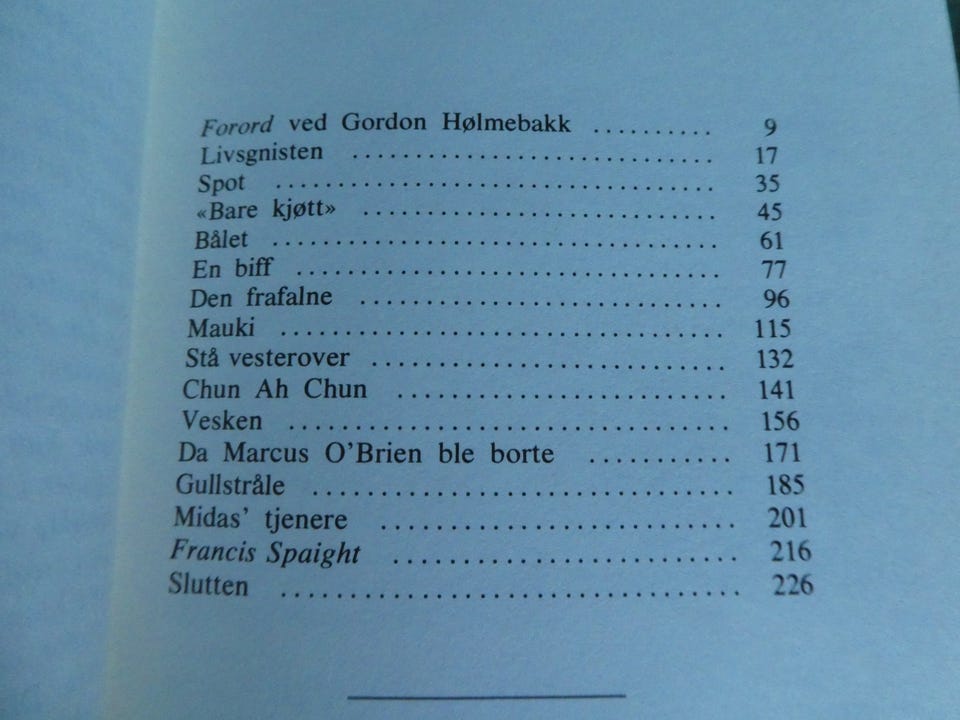 Forord ved Gordon Hølmebakk .......... 9
Livsgnisten .............................. 17
Spot .................................... 35
«Bare kjøtt» ............................. 45
Bålet ..................................... 61
En biff ................................... 77
Den frafalne .............................. 96
Mauki ..................................... 115
Stå vesterover ............................ 132
Chun Ah Chun ........................... 141
Vesken .................................... 156
Da Marcus O'Brien ble borte ........... 171
Gullstråle ................................. 185
Midas' tjenere ............................ 201
Francis Spaight ........................... 216
Slutten .................................... 226